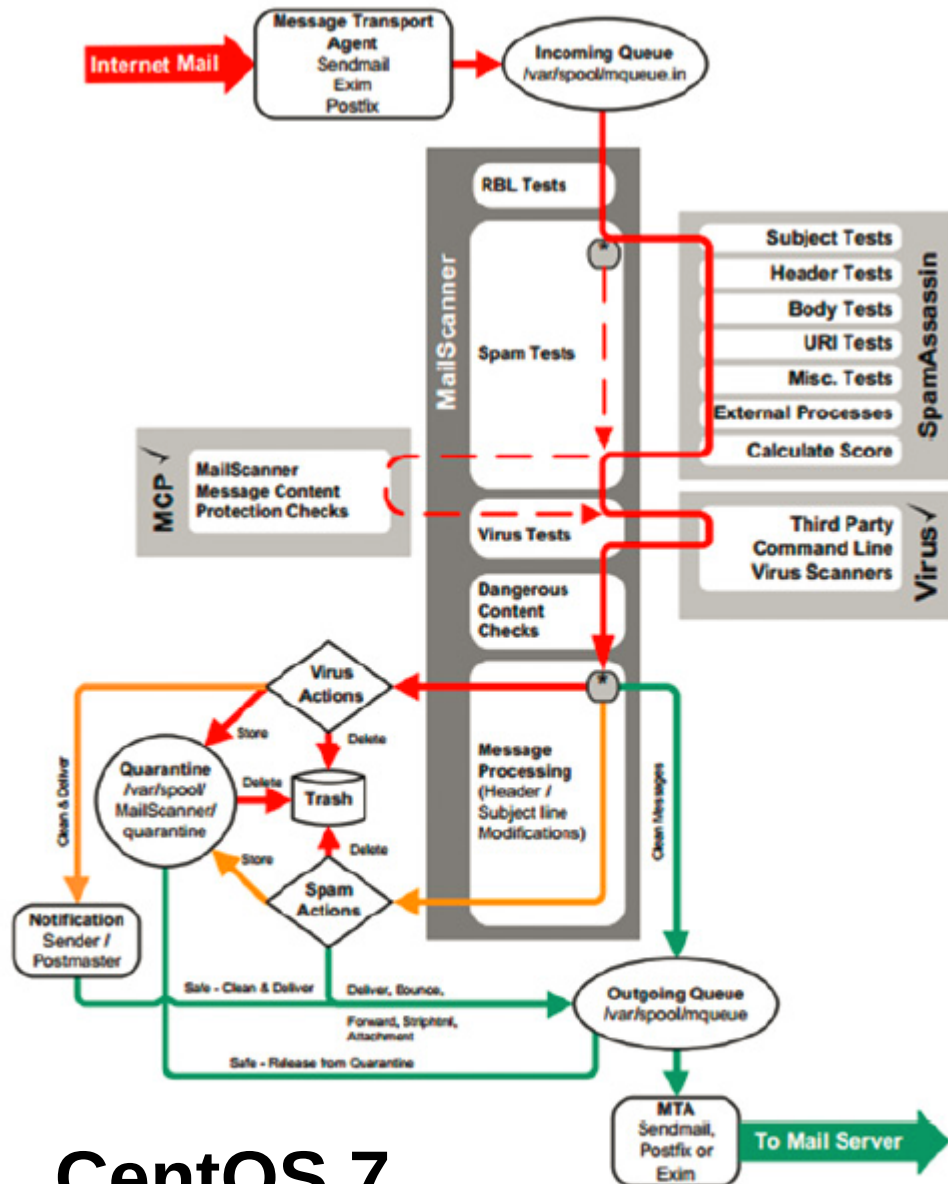 Internet Mail
Message Transport
Agent
Sendmail
Exim
Postfix
Incoming Queue
/var/spool/mqueue.in
MailScanner
RBL Tests
Spam Tests
Virus Tests
Dangerous
Content
Checks
Message
Processing
(Header /
Subject line
Modifications)
*
*
SpamAssassin
Subject Tests
Header Tests
Body Tests
URI Tests
Misc. Tests
External Processes
Calculate Score
MCP
MailScanner
Message Content
Protection Checks
Virus
Third Party
Command Line
Virus Scanners
Virus
Actions
Store
Delete
Quarantine
/var/spool/
MailScanner/
quarantine
Delete
Trash
Store
Delete
Spam
Actions
Clean & Deliver
Clean Messages
Notification
Sender /
Postmaster
Safe - Clean & Deliver
Deliver, Bounce,
Forward, Striphtml,
Attachment
Safe - Release from Quarantine
Outgoing Queue
/var/spool/mqueue
MTA
Sendmail,
Postfix or
Exim
To Mail Server
CentOS 7